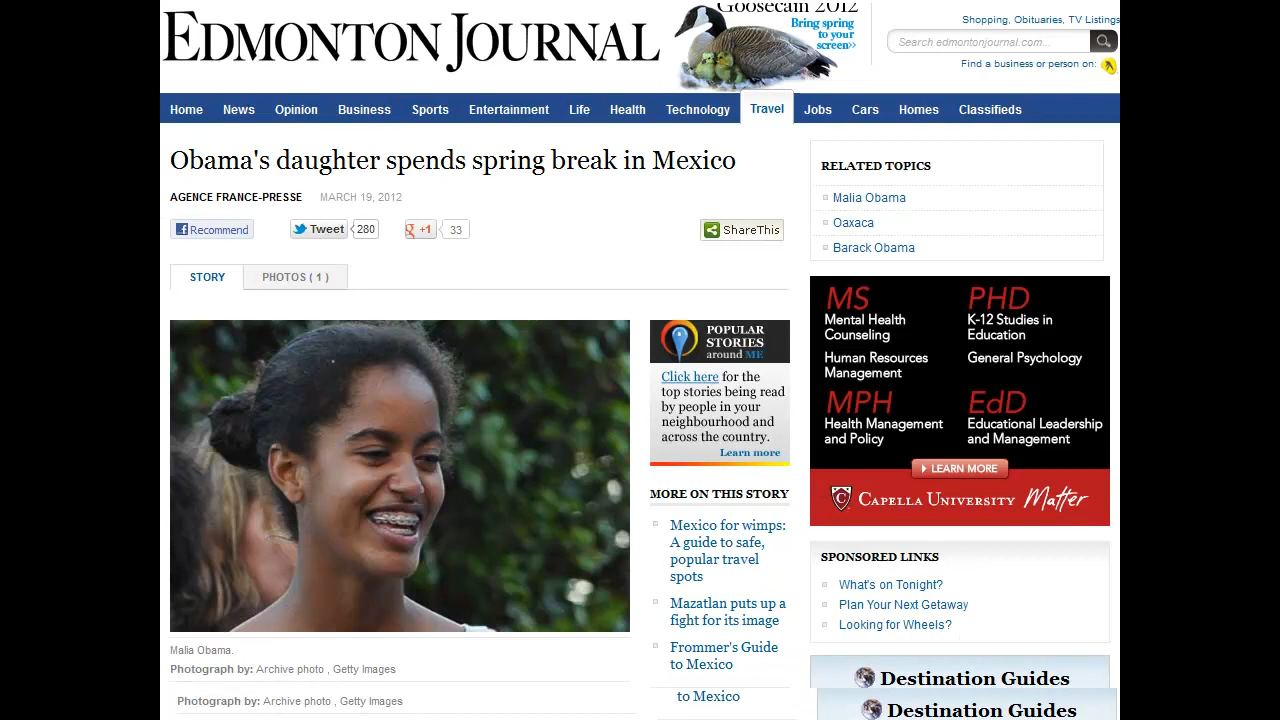 EDMONTON JOURNAL
Goosecam 2012
Bring spring
to your
screen>>
Shopping, Obituaries, TV Listings
Search edmontonjournal.com...
Find a business or person on:
Home News Opinion Business Sports Entertainment Life Health Technology Travel Jobs Cars Homes Classifieds
Obama's daughter spends spring break in Mexico
AGENCE FRANCE-PRESSE MARCH 19, 2012
Recommend Tweet 280 +1 33 ShareThis
STORY PHOTOS ( 1 )
Malia Obama.
Photograph by: Archive photo , Getty Images
Photograph by: Archive photo , Getty Images
POPULAR
STORIES
around ME
Click here for the
top stories being read
by people in your
neighbourhood and
across the country.
Learn more
MORE ON THIS STORY
Mexico for wimps:
A guide to safe,
popular travel
spots
Mazatlan puts up a
fight for its image
Frommer's Guide
to Mexico
to Mexico
RELATED TOPICS
Malia Obama
Oaxaca
Barack Obama
MS
Mental Health
Counseling
Human Resources
Management
PHD
K-12 Studies in
Education
General Psychology
MPH
Health Management
and Policy
EdD
Educational Leadership
and Management
LEARN MORE
CAPELLA UNIVERSITY Matter
SPONSORED LINKS
What's on Tonight?
Plan Your Next Getaway
Looking for Wheels?
Destination Guides
Destination Guides